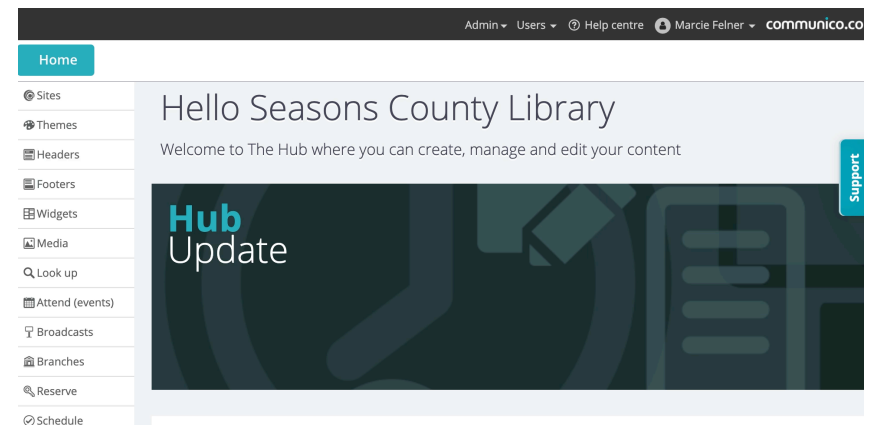 Admin Users Help centre Marcie Felner communico.co
Home
Sites
Themes
Headers
Footers
Widgets
Media
Look up
Attend (events)
Broadcasts
Branches
Reserve
Schedule
Hello Seasons County Library
Welcome to The Hub where you can create, manage and edit your content
Hub
Update
Support